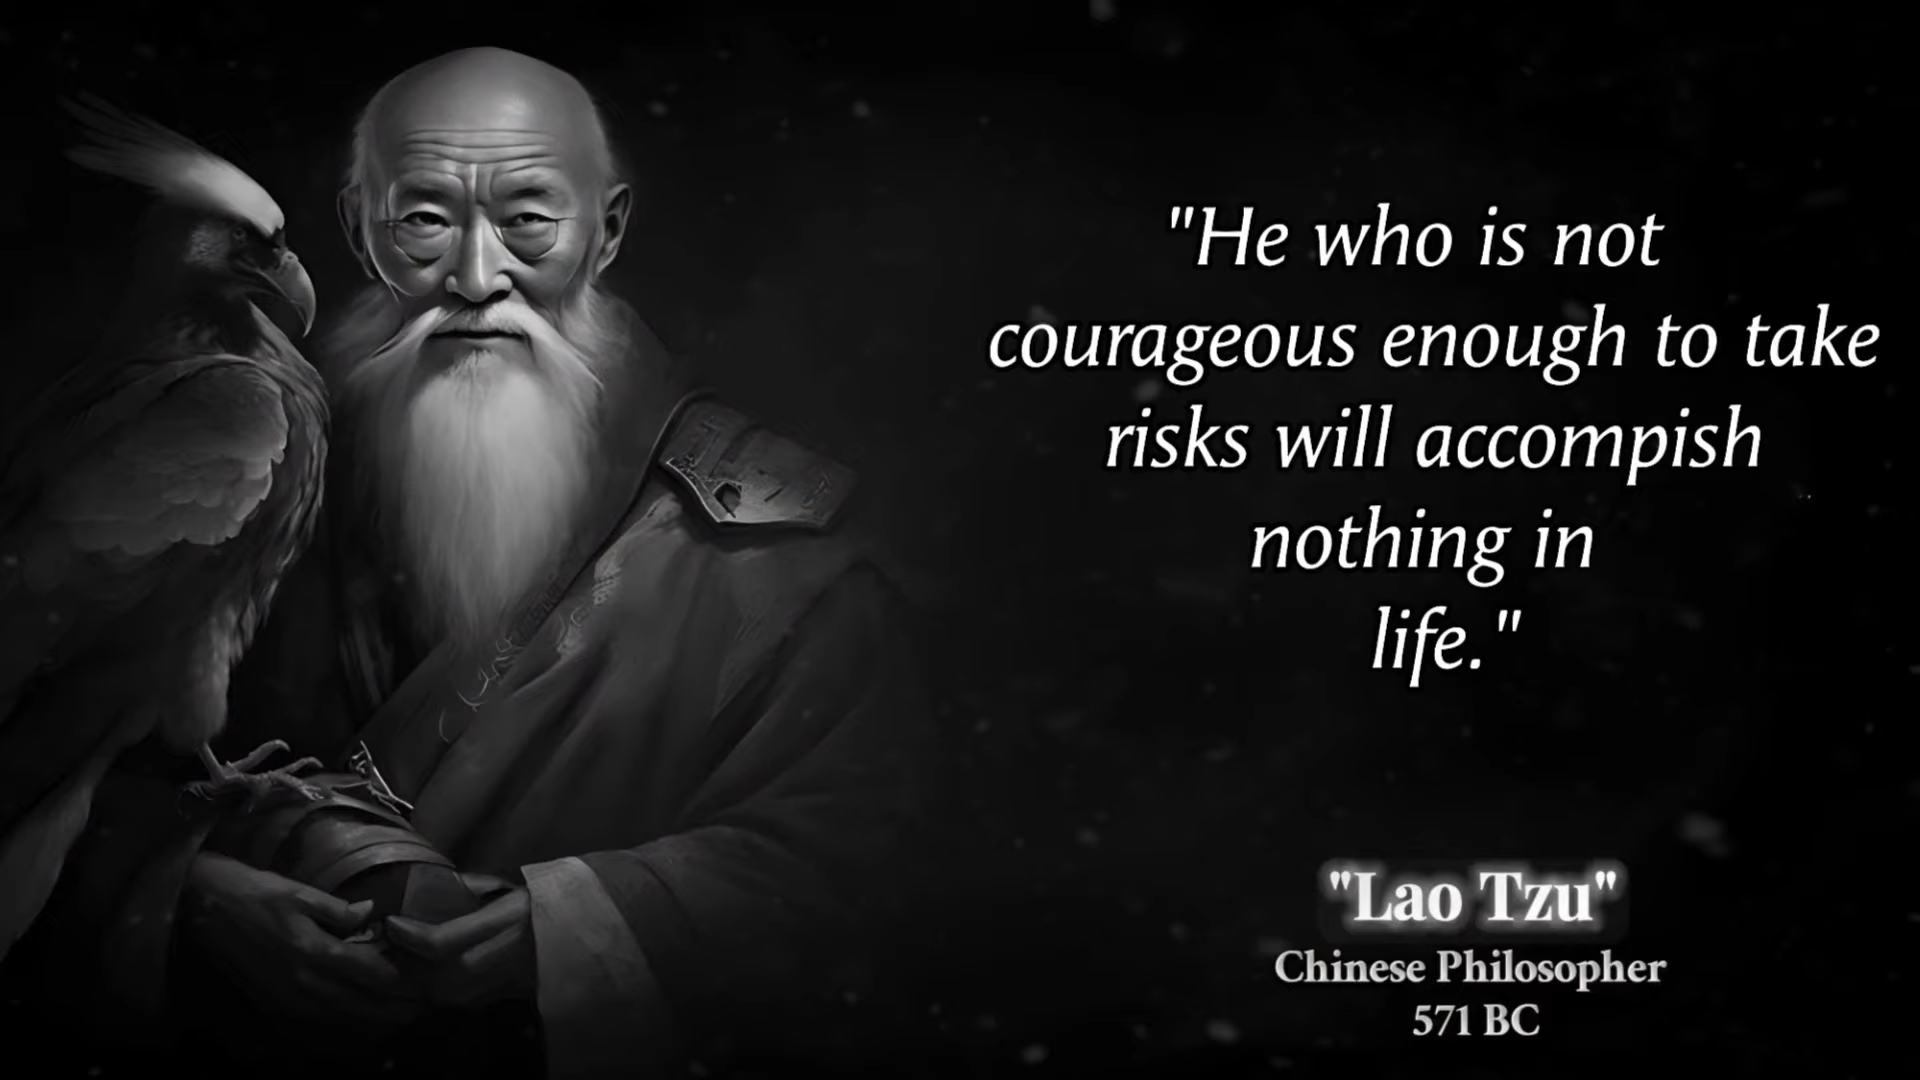 "He who is not
courageous enough to take
risks will accompish
nothing in
life."
"Lao Tzu"
Chinese Philosopher
571 BC